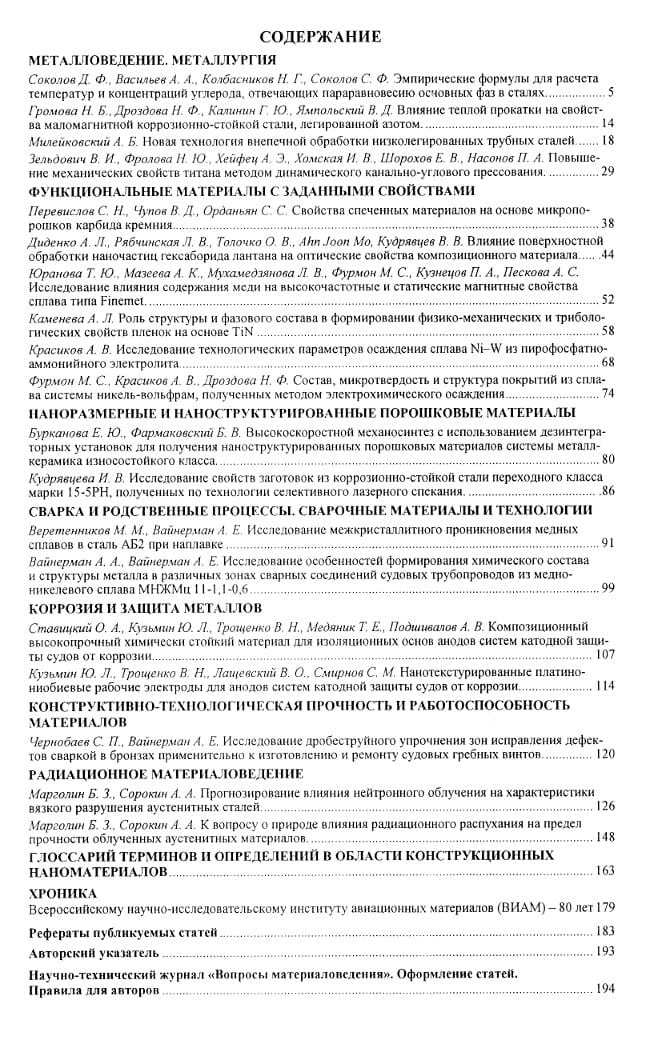 СОДЕРЖАНИЕ
МЕТАЛЛОВЕДЕНИЕ. МЕТАЛЛУРГИЯ
Соколов Д. Ф., Васильев А. А., Колбасников Н. Г., Соколов С. Ф. Эмпирические формулы для расчета
температур и концентраций углерода, отвечающих параравновесию основных фаз в сталях.....5
Громова Н. Б., Дроздова Н. Ф., Калинин Г. Ю., Ямпольский В. Д. Влияние теплой прокатки на свойст-
ва маломагнитной коррозионно-стойкой стали, легированной азотом.....14
Милейковский А. Б. Новая технология внепечной обработки низколегированных трубных сталей.....18
Зельдович В. И., Фролова Н. Ю., Хейфец А. Э., Хомская И. В., Шорохов Е. В., Насонов П. А. Повыше-
ние механических свойств титана методом динамического канально-углового прессования.....29
ФУНКЦИОНАЛЬНЫЕ МАТЕРИАЛЫ С ЗАДАННЫМИ СВОЙСТВАМИ
Перевислов С. Н., Чупов В. Д., Орданьян С. С. Свойства спеченных материалов на основе микропо-
рошков карбида кремния.....38
Диденко А. Л., Рябчинская Л. В., Толочко О. В., Ahn Joon Mo, Кудрявцев В. В. Влияние поверхностной
обработки наночастиц гексаборида лантана на оптические свойства композиционного материала.....44
Юранова Т. Ю., Мазеева А. К., Мухамедзянова Л. В., Фурмон М. С., Кузнецов П. А., Пескова А. С.
Исследование влияния содержания меди на высокочастотные и статические магнитные свойства
сплава типа Finemet.....52
Каменева А. Л. Роль структуры и фазового состава в формировании физико-механических и триболо-
гических свойств пленок на основе TiN.....58
Красиков А. В. Исследование технологических параметров осаждения сплава Ni–W из пирофосфатно-
аммонийного электролита.....68
Фурмон М. С., Красиков А. В., Дроздова Н. Ф. Состав, микротвердость и структура покрытий из спла-
ва системы никель-вольфрам, полученных методом электрохимического осаждения.....74
НАНОРАЗМЕРНЫЕ И НАНОСТРУКТУРИРОВАННЫЕ ПОРОШКОВЫЕ МАТЕРИАЛЫ
Бурканова Е. Ю., Фармаковский Б. В. Высокоскоростной механосинтез с использованием дезинтегра-
торных установок для получения наноструктурированных порошковых материалов системы металл-
керамика износостойкого класса.....80
Кудрявцева И. В. Исследование свойств заготовок из коррозионно-стойкой стали переходного класса
марки 15-5РН, полученных по технологии селективного лазерного спекания.....86
СВАРКА И РОДСТВЕННЫЕ ПРОЦЕССЫ. СВАРОЧНЫЕ МАТЕРИАЛЫ И ТЕХНОЛОГИИ
Веретенников М. М., Вайнерман А. Е. Исследование межкристаллитного проникновения медных
сплавов в сталь АБ2 при наплавке.....91
Вайнерман А. А., Вайнерман А. Е. Исследование особенностей формирования химического состава
и структуры металла в различных зонах сварных соединений судовых трубопроводов из медно-
никелевого сплава МНЖМц 11-1,1-0,6.....99
КОРРОЗИЯ И ЗАЩИТА МЕТАЛЛОВ
Ставицкий О. А., Кузьмин Ю. Л., Трощенко В. Н., Медяник Т. Е., Подшивалов А. В. Композиционный
высокопрочный химически стойкий материал для изоляционных основ анодов систем катодной защи-
ты судов от коррозии.....107
Кузьмин Ю. Л., Трощенко В. Н., Лащевский В. О., Смирнов С. М. Нанотекстурированные платино-
ниобиевые рабочие электроды для анодов систем катодной защиты судов от коррозии.....114
КОНСТРУКТИВНО-ТЕХНОЛОГИЧЕСКАЯ ПРОЧНОСТЬ И РАБОТОСПОСОБНОСТЬ
МАТЕРИАЛОВ
Чернобаев С. П., Вайнерман А. Е. Исследование дробеструйного упрочнения зон исправления дефек-
тов сваркой в бронзах применительно к изготовлению и ремонту судовых гребных винтов.....120
РАДИАЦИОННОЕ МАТЕРИАЛОВЕДЕНИЕ
Марголин Б. З., Сорокин А. А. Прогнозирование влияния нейтронного облучения на характеристики
вязкого разрушения аустенитных сталей.....126
Марголин Б. З., Сорокин А. А. К вопросу о природе влияния радиационного распухания на предел
прочности облученных аустенитных материалов.....148
ГЛОССАРИЙ ТЕРМИНОВ И ОПРЕДЕЛЕНИЙ В ОБЛАСТИ КОНСТРУКЦИОННЫХ
НАНОМАТЕРИАЛОВ.....163
ХРОНИКА
Всероссийскому научно-исследовательскому институту авиационных материалов (ВИАМ) – 80 лет 179
Рефераты публикуемых статей.....183
Авторский указатель.....193
Научно-технический журнал «Вопросы материаловедения». Оформление статей.
Правила для авторов.....194